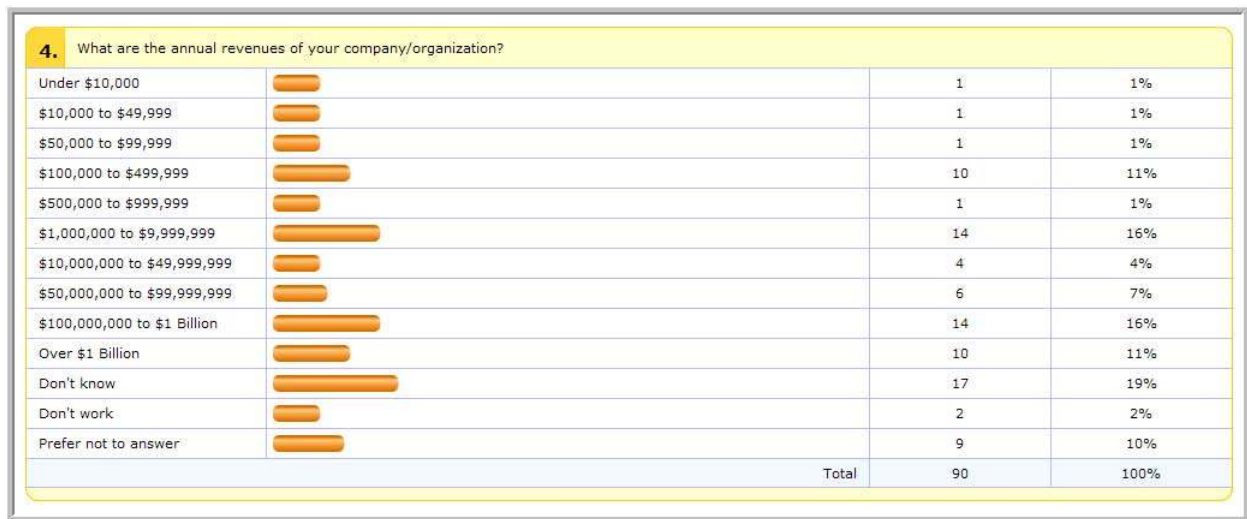 4. What are the annual revenues of your company/organization?
Under $10,000 1 1%
$10,000 to $49,999 1 1%
$50,000 to $99,999 1 1%
$100,000 to $499,999 10 11%
$500,000 to $999,999 1 1%
$1,000,000 to $9,999,999 14 16%
$10,000,000 to $49,999,999 4 4%
$50,000,000 to $99,999,999 6 7%
$100,000,000 to $1 Billion 14 16%
Over $1 Billion 10 11%
Don't know 17 19%
Don't work 2 2%
Prefer not to answer 9 10%
Total 90 100%